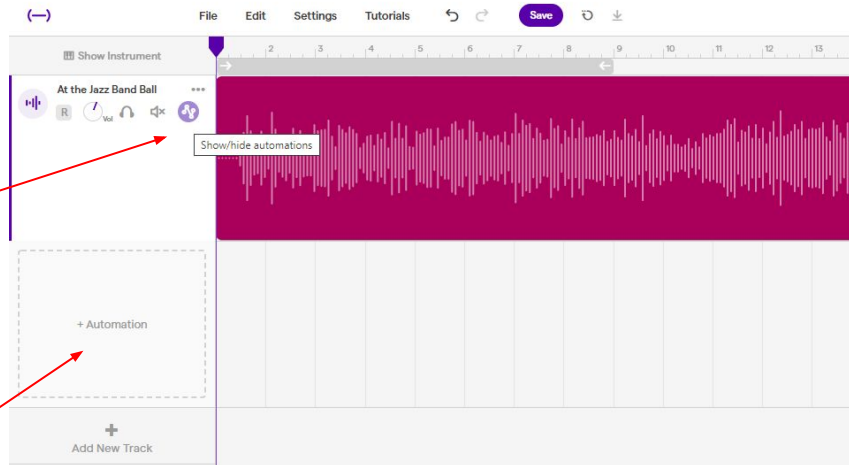 File Edit Settings Tutorials Save
Show Instrument
2 3 4 5 6 7 8 9 10 11 12 13
At the Jazz Band Ball
R Vol
Show/hide automations
+ Automation
Add New Track